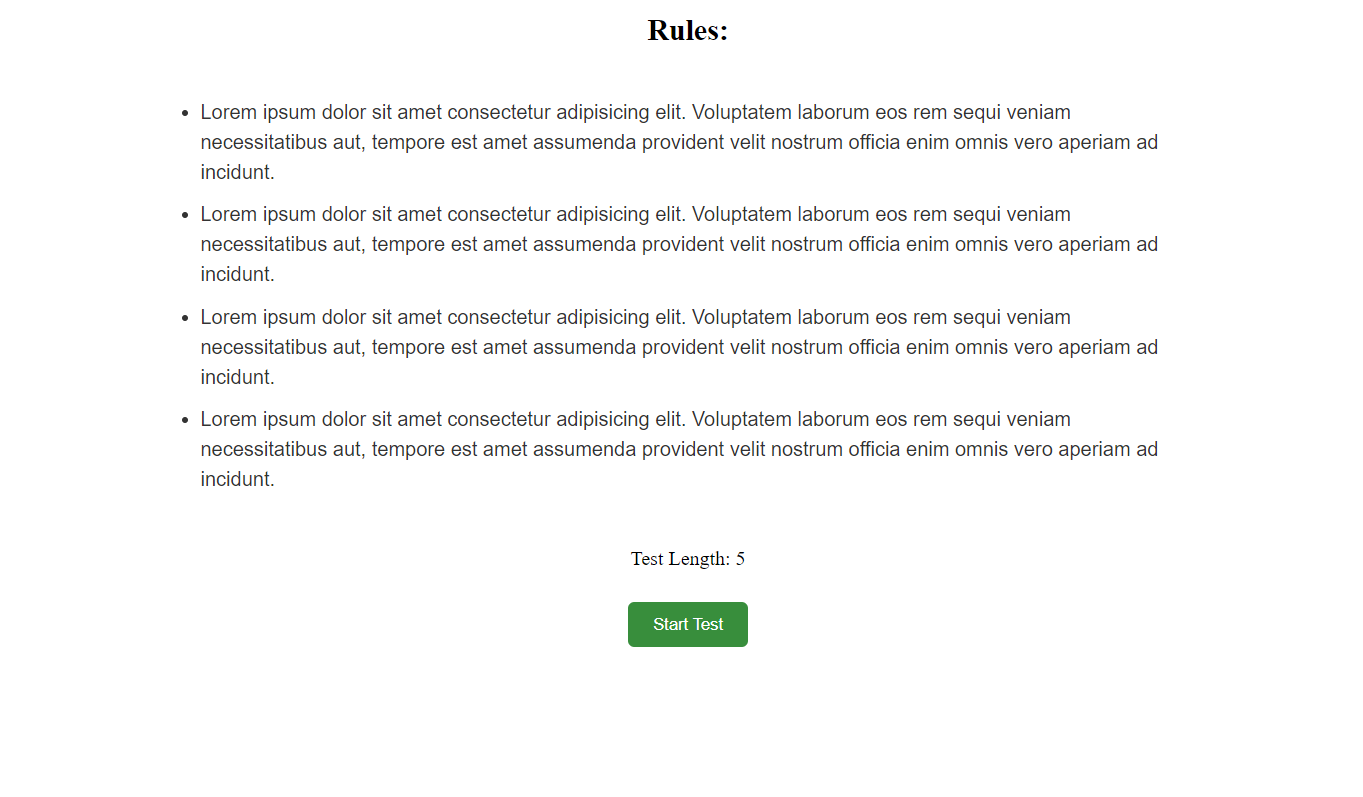 Rules:
Lorem ipsum dolor sit amet consectetur adipisicing elit. Voluptatem laborum eos rem sequi veniam
necessitatibus aut, tempore est amet assumenda provident velit nostrum officia enim omnis vero aperiam ad
incidunt.
Lorem ipsum dolor sit amet consectetur adipisicing elit. Voluptatem laborum eos rem sequi veniam
necessitatibus aut, tempore est amet assumenda provident velit nostrum officia enim omnis vero aperiam ad
incidunt.
Lorem ipsum dolor sit amet consectetur adipisicing elit. Voluptatem laborum eos rem sequi veniam
necessitatibus aut, tempore est amet assumenda provident velit nostrum officia enim omnis vero aperiam ad
incidunt.
Lorem ipsum dolor sit amet consectetur adipisicing elit. Voluptatem laborum eos rem sequi veniam
necessitatibus aut, tempore est amet assumenda provident velit nostrum officia enim omnis vero aperiam ad
incidunt.
Test Length: 5
Start Test